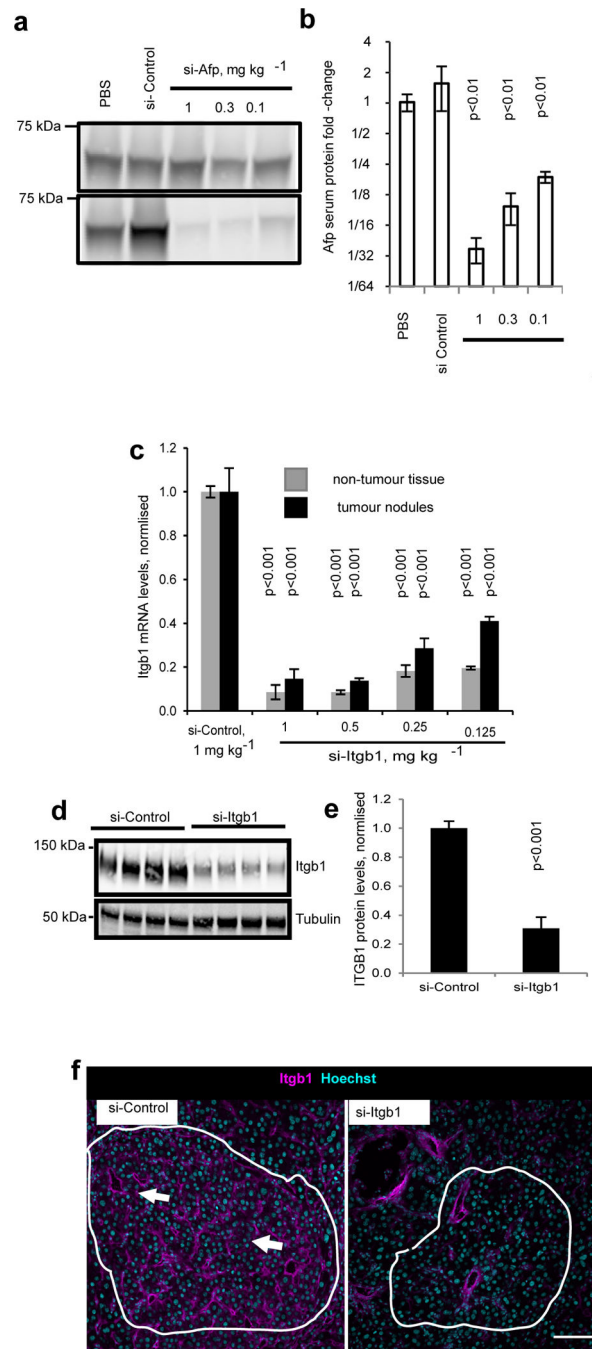 a
PBS
si- Control
si-Afp, mg kg -1
1 0.3 0.1
75 kDa
75 kDa
b
Afp serum protein fold -change
4
2
1
1/2
1/4
1/8
1/16
1/32
1/64
p<0.01 p<0.01 p<0.01
PBS
si Control
1 0.3 0.1
c
Itgb1 mRNA levels, normlised
1.2
1.0
0.8
0.6
0.4
0.2
0.0
non-tumour tissue
tumour nodules
p<0.001 p<0.001 p<0.001 p<0.001 p<0.001 p<0.001 p<0.001 p<0.001
si-Control,
1 mg kg-1
1 0.5 0.25 0.125
si-Itgb1, mg kg -1
d
si-Control si-Itgb1
150 kDa
Itgb1
50 kDa
Tubulin
e
ITGB1 protein levels, normlised
1.2
1.0
0.8
0.6
0.4
0.2
0.0
p<0.001
si-Control si-Itgb1
f
Itgb1 Hoechst
si-Control
si-Itgb1